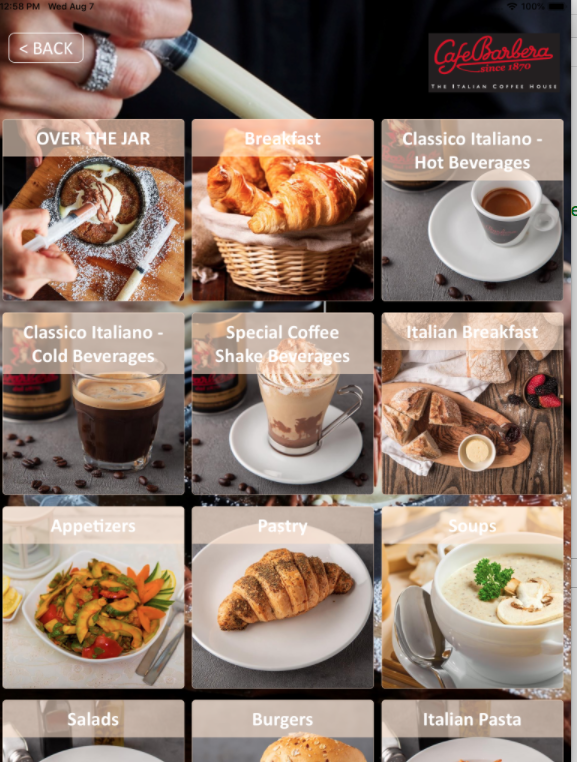 12:58 PM Wed Aug 7
100%
< BACK
CafeBarbera
since 1870
THE ITALIAN COFFEE HOUSE
OVER THE JAR
Breakfast
Classico Italiano -
Hot Beverages
Classico Italiano -
Cold Beverages
Special Coffee
Shake Beverages
Italian Breakfast
Appetizers
Pastry
Soups
Salads
Burgers
Italian Pasta